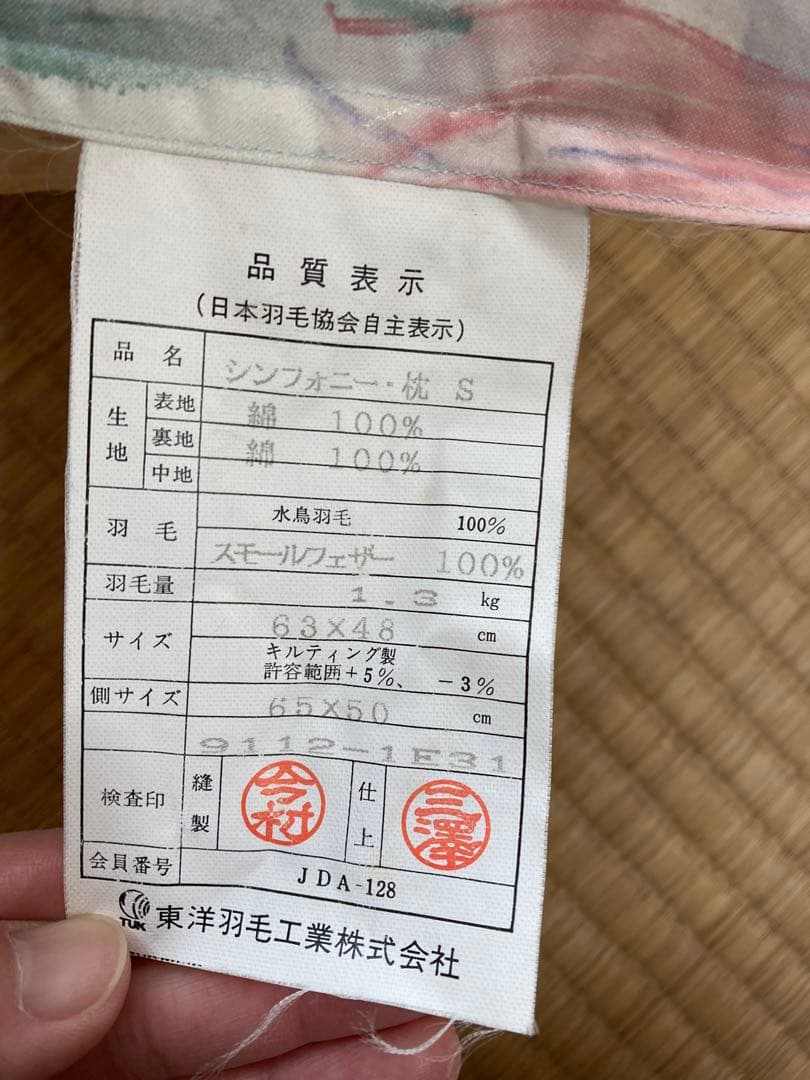 品質表示
(日本羽毛協会自主表示)
品名 シンフォニー・枕 S
生地 表地 綿 100%
裏地 綿 100%
中地
羽毛 水鳥羽毛 100%
スモールフェザー 100%
羽毛量 1.3 kg
サイズ 63×48 cm
キルティング製
許容範囲+5%、-3%
側サイズ 65×50 cm
9112-1E31
検査印 縫製 今村 仕上 三澤
会員番号 JDA-128
TUK 東洋羽毛工業株式会社